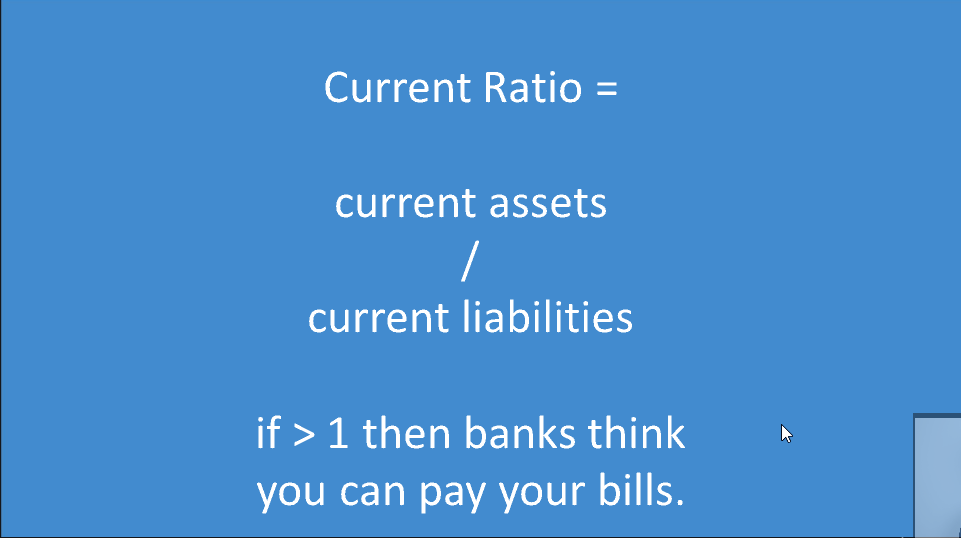 Current Ratio =
current assets
/
current liabilities
if > 1 then banks think
you can pay your bills.